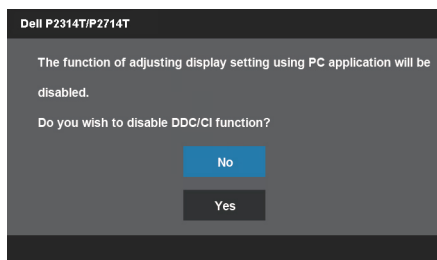 Dell P2314T/P2714T
The function of adjusting display setting using PC application will be
disabled.
Do you wish to disable DDC/CI function?
No
Yes